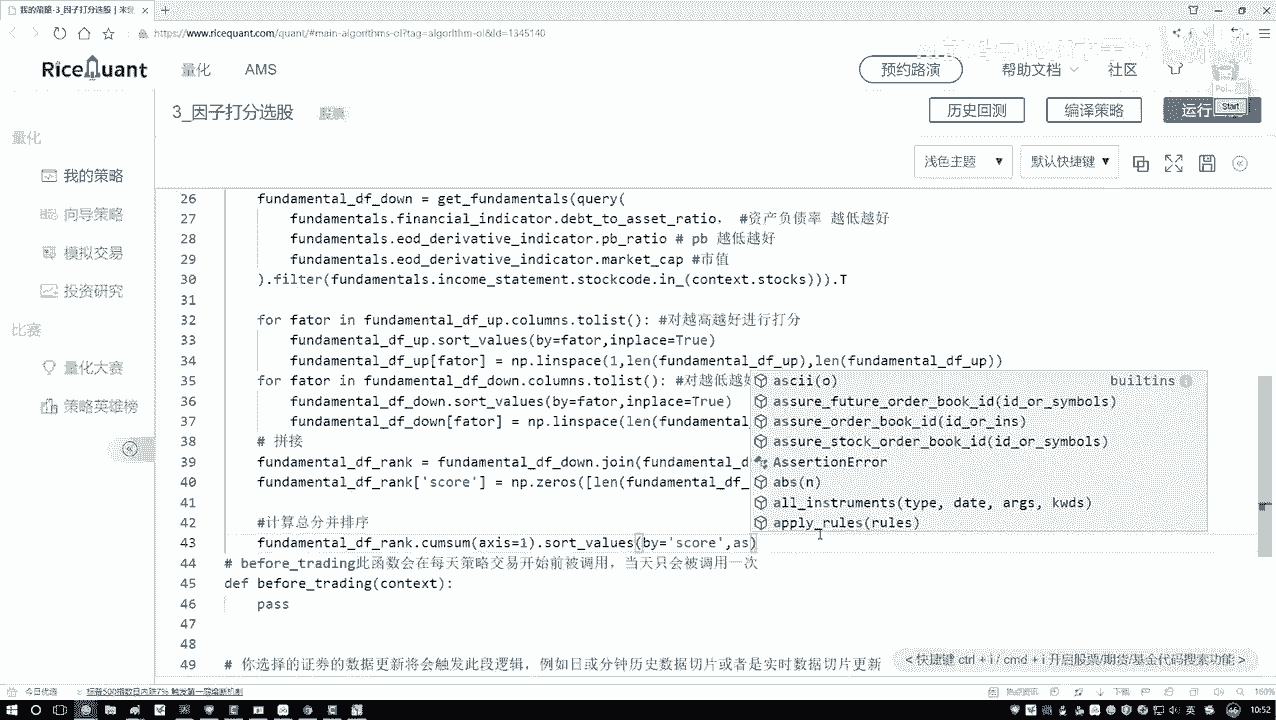 我的策略-3_因子打分选股
https://www.ricequant.com/quant/#main-algorithms-ol?tag=algorithm-ol&id=1345140
RiceQuant 量化 AMS 预约路演 帮助文档 社区
3_因子打分选股 股票 历史回测 编译策略 运行 Start
浅色主题 默认快捷键
量化
我的策略
向导策略
模拟交易
投资研究
比赛
量化大赛
策略英雄榜
26 fundamental_df_down = get_fundamentals(query(
27 fundamentals.financial_indicator.debt_to_asset_ratio, #资产负债率 越低越好
28 fundamentals.eod_derivative_indicator.pb_ratio # pb 越低越好
29 fundamentals.eod_derivative_indicator.market_cap #市值
30 ).filter(fundamentals.income_statement.stockcode.in_(context.stocks))).T
31
32 for fator in fundamental_df_up.columns.tolist(): #对越高越好进行打分
33 fundamental_df_up.sort_values(by=fator,inplace=True)
34 fundamental_df_up[fator] = np.linspace(1,len(fundamental_df_up),len(fundamental_df_up))
35 for fator in fundamental_df_down.columns.tolist(): #对越低越
36 fundamental_df_down.sort_values(by=fator,inplace=True)
37 fundamental_df_down[fator] = np.linspace(len(fundamental
38 # 拼接
39 fundamental_df_rank = fundamental_df_down.join(fundamental_d
40 fundamental_df_rank['score'] = np.zeros([len(fundamental_df_
41
42 #计算总分并排序
43 fundamental_df_rank.cumsum(axis=1).sort_values(by='score',as)
44 # before_trading此函数会在每天策略交易开始前被调用，当天只会被调用一次
45 def before_trading(context):
46 pass
47
48
49 # 你选择的证券的数据更新将会触发此段逻辑，例如日或分钟历史数据切片或者是实时数据切片更新
ascii(o) builtins
assure_future_order_book_id(id_or_symbols)
assure_order_book_id(id_or_ins)
assure_stock_order_book_id(id_or_symbols)
AssertionError
abs(n)
all_instruments(type, date, args, kwds)
apply_rules(rules)
<快捷键 ctrl + i / cmd + i 开启股票/期货/基金代码搜索功能 >
今日优选
160%
英 10:52